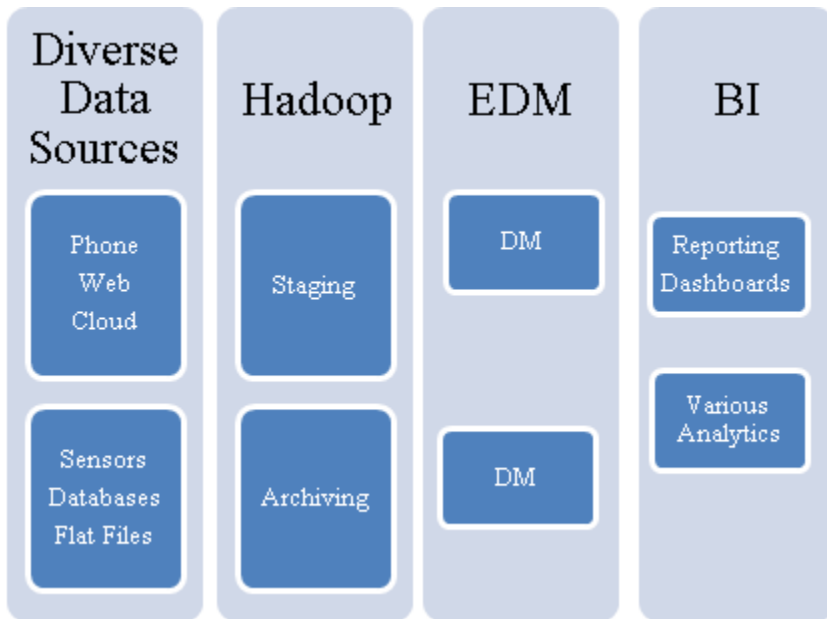 Diverse
Data
Sources
Phone
Web
Cloud
Sensors
Databases
Flat Files
Hadoop
Staging
Archiving
EDM
DM
DM
BI
Reporting
Dashboards
Various
Analytics